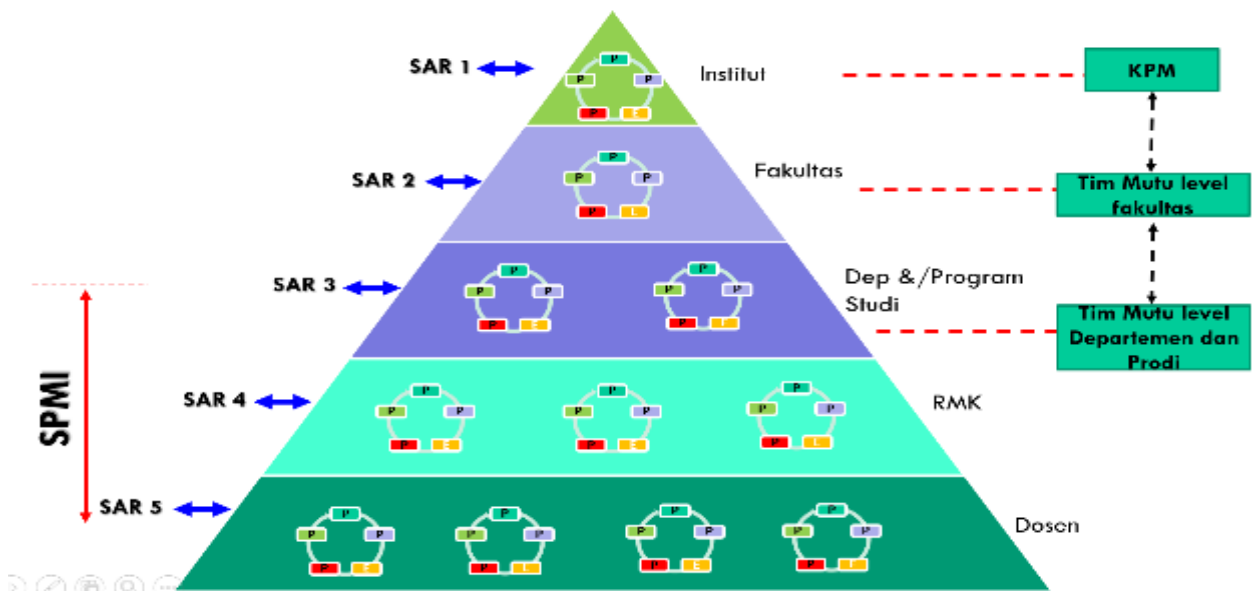 SAR 1
P
P
P
P
E
Institut
KPM
SAR 2
P
P
P
P
E
Fakultas
Tim Mutu level
fakultas
SAR 3
P
P
P
P
E
P
P
P
P
E
Dep &/Program
Studi
Tim Mutu level
Departemen dan
Prodi
SPMI
SAR 4
P
P
P
P
E
P
P
P
P
E
P
P
P
P
E
RMK
SAR 5
P
P
P
P
E
P
P
P
P
E
P
P
P
P
E
P
P
P
P
E
Dosen